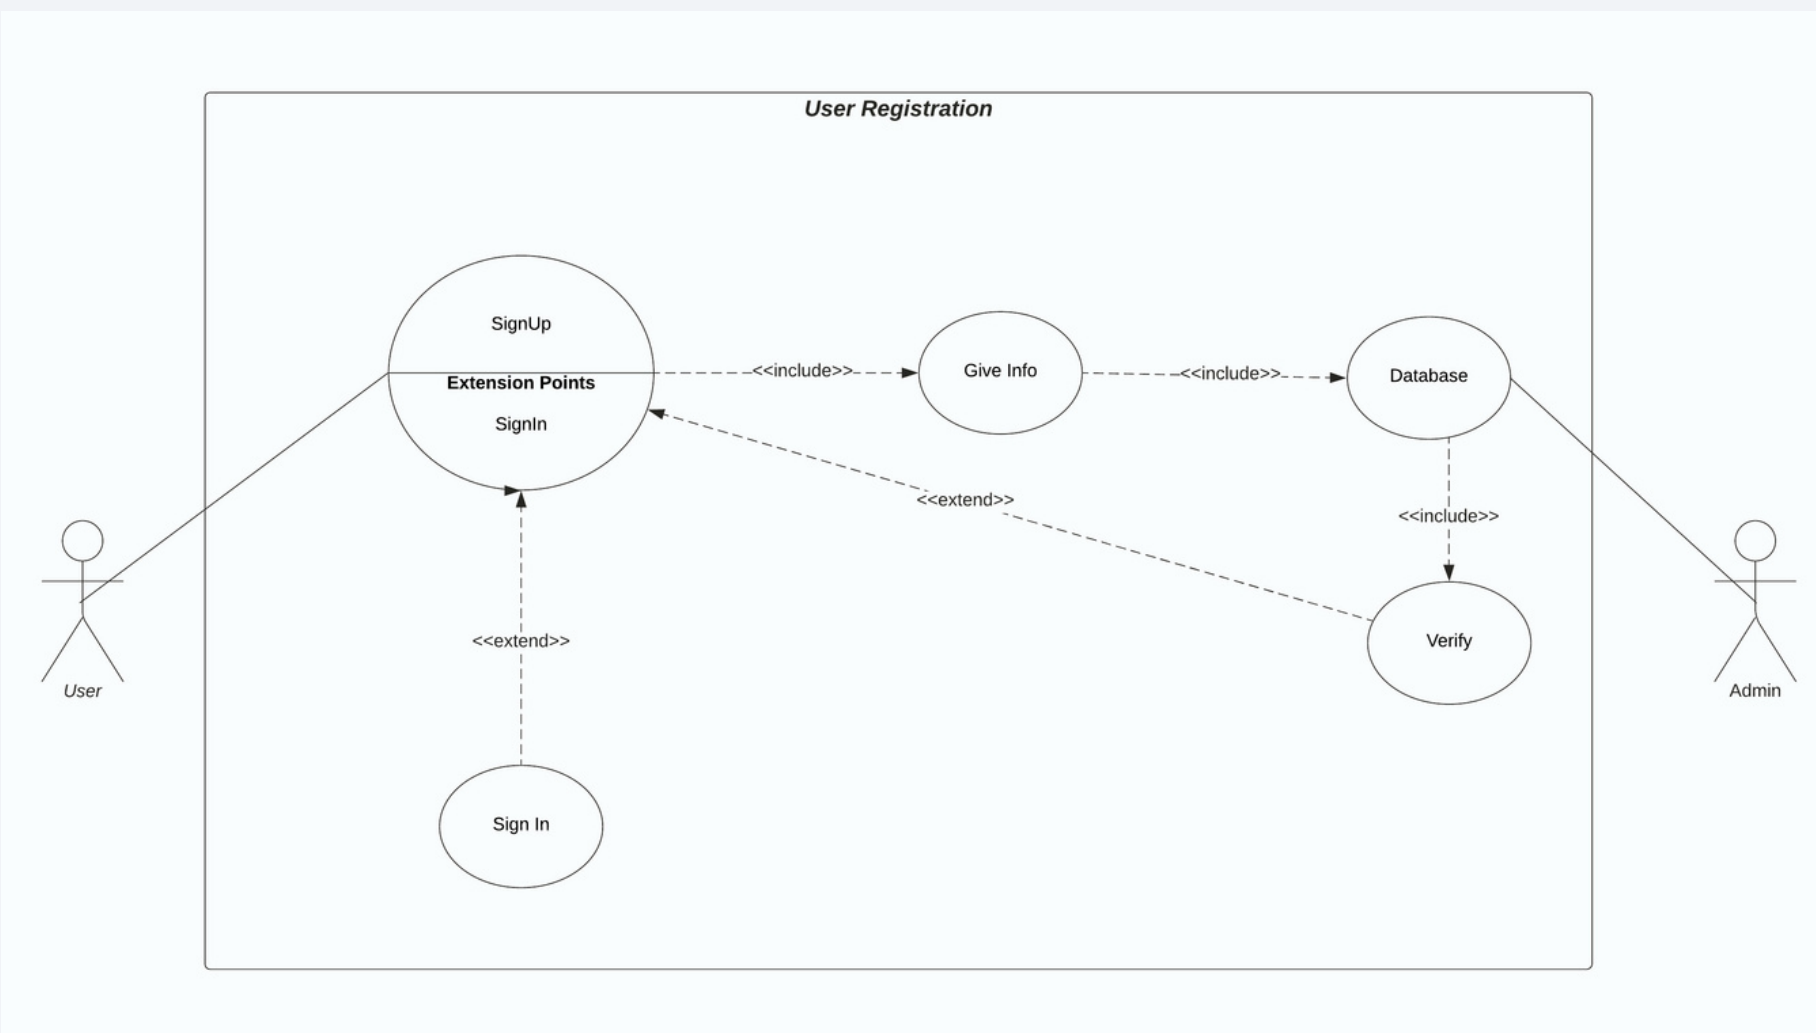 User Registration
SignUp
Extension Points
SignIn
<<include>>
Give Info
<<include>>
Database
<<extend>>
<<include>>
<<extend>>
Verify
User
Admin
Sign In